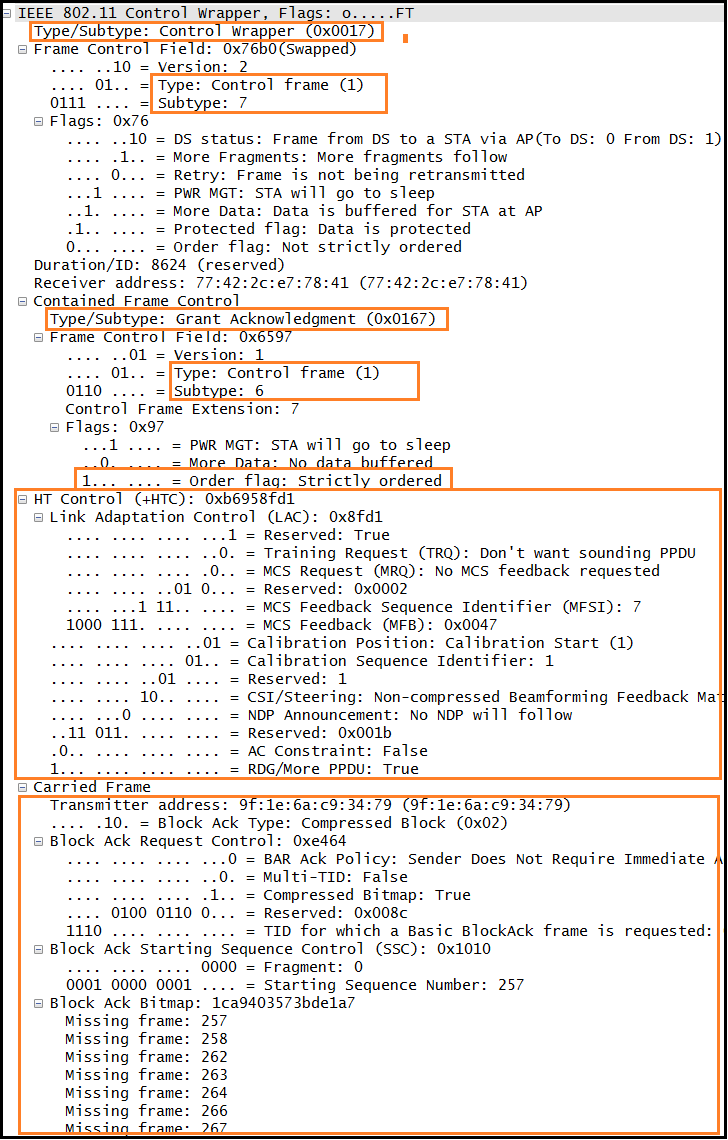 IEEE 802.11 Control Wrapper, Flags: o.....FT
Type/Subtype: Control Wrapper (0x0017)
Frame Control Field: 0x76b0(Swapped)
.... ..10 = Version: 2
.... 01.. = Type: Control frame (1)
0111 .... = Subtype: 7
Flags: 0x76
.... ..10 = DS status: Frame from DS to a STA via AP(To DS: 0 From DS: 1)
.... .1.. = More Fragments: More fragments follow
.... 0... = Retry: Frame is not being retransmitted
...1 .... = PWR MGT: STA will go to sleep
..1. .... = More Data: Data is buffered for STA at AP
.1.. .... = Protected flag: Data is protected
0... .... = Order flag: Not strictly ordered
Duration/ID: 8624 (reserved)
Receiver address: 77:42:2c:e7:78:41 (77:42:2c:e7:78:41)
Contained Frame Control
Type/Subtype: Grant Acknowledgment (0x0167)
Frame Control Field: 0x6597
.... ..01 = Version: 1
.... 01.. = Type: Control frame (1)
0110 .... = Subtype: 6
Control Frame Extension: 7
Flags: 0x97
...1 .... = PWR MGT: STA will go to sleep
..0. .... = More Data: No data buffered
1... .... = Order flag: Strictly ordered
HT Control (+HTC): 0xb6958fd1
Link Adaptation Control (LAC): 0x8fd1
.... .... .... ...1 = Reserved: True
.... .... .... ..0. = Training Request (TRQ): Don't want sounding PPDU
.... .... .... .0.. = MCS Request (MRQ): No MCS feedback requested
.... .... ..01 0... = Reserved: 0x0002
.... ...1 11.. .... = MCS Feedback Sequence Identifier (MFSI): 7
1000 111. .... .... = MCS Feedback (MFB): 0x0047
.... .... .... ..01 = Calibration Position: Calibration Start (1)
.... .... .... 01.. = Calibration Sequence Identifier: 1
.... .... ..01 .... = Reserved: 1
.... .... 10.. .... = CSI/Steering: Non-compressed Beamforming Feedback Mat
.... ...0 .... .... = NDP Announcement: No NDP will follow
..11 011. .... .... = Reserved: 0x001b
.0.. .... .... .... = AC Constraint: False
1... .... .... .... = RDG/More PPDU: True
Carried Frame
Transmitter address: 9f:1e:6a:c9:34:79 (9f:1e:6a:c9:34:79)
.... .10. = Block Ack Type: Compressed Block (0x02)
Block Ack Request Control: 0xe464
.... .... .... ...0 = BAR Ack Policy: Sender Does Not Require Immediate A
.... .... .... ..0. = Multi-TID: False
.... .... .... .1.. = Compressed Bitmap: True
.... 0100 0110 0... = Reserved: 0x008c
1110 .... .... .... = TID for which a Basic BlockAck frame is requested:
Block Ack Starting Sequence Control (SSC): 0x1010
.... .... .... 0000 = Fragment: 0
0001 0000 0001 .... = Starting Sequence Number: 257
Block Ack Bitmap: 1ca9403573bde1a7
Missing frame: 257
Missing frame: 258
Missing frame: 262
Missing frame: 263
Missing frame: 264
Missing frame: 266
Missing frame: 267